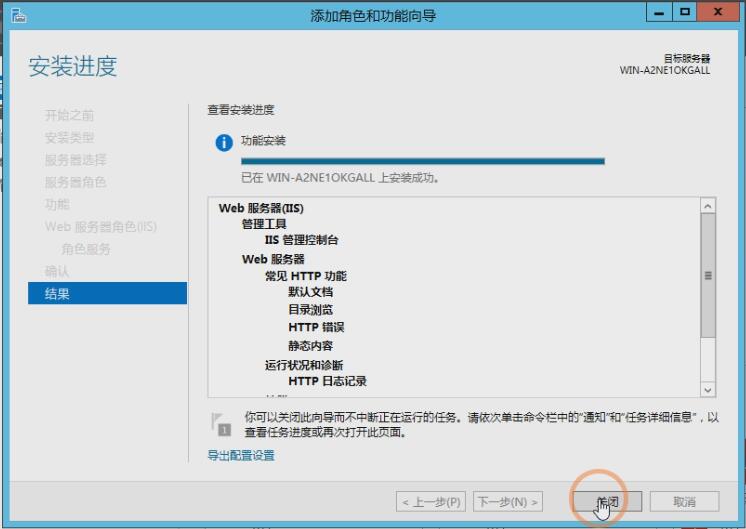 添加角色和功能向导
安装进度
目标服务器
WIN-A2NE1OKGALL
开始之前
安装类型
服务器选择
服务器角色
功能
Web 服务器角色(IIS)
角色服务
确认
结果
查看安装进度
功能安装
已在 WIN-A2NE1OKGALL 上安装成功。
Web 服务器(IIS)
管理工具
IIS 管理控制台
Web 服务器
常见 HTTP 功能
默认文档
目录浏览
HTTP 错误
静态内容
运行状况和诊断
HTTP 日志记录
1
你可以关闭此向导而不中断正在运行的任务。请依次单击命令栏中的"通知"和"任务详细信息"，以
查看任务进度或再次打开此页面。
导出配置设置
< 上一步(P)
下一步(N) >
关闭
取消